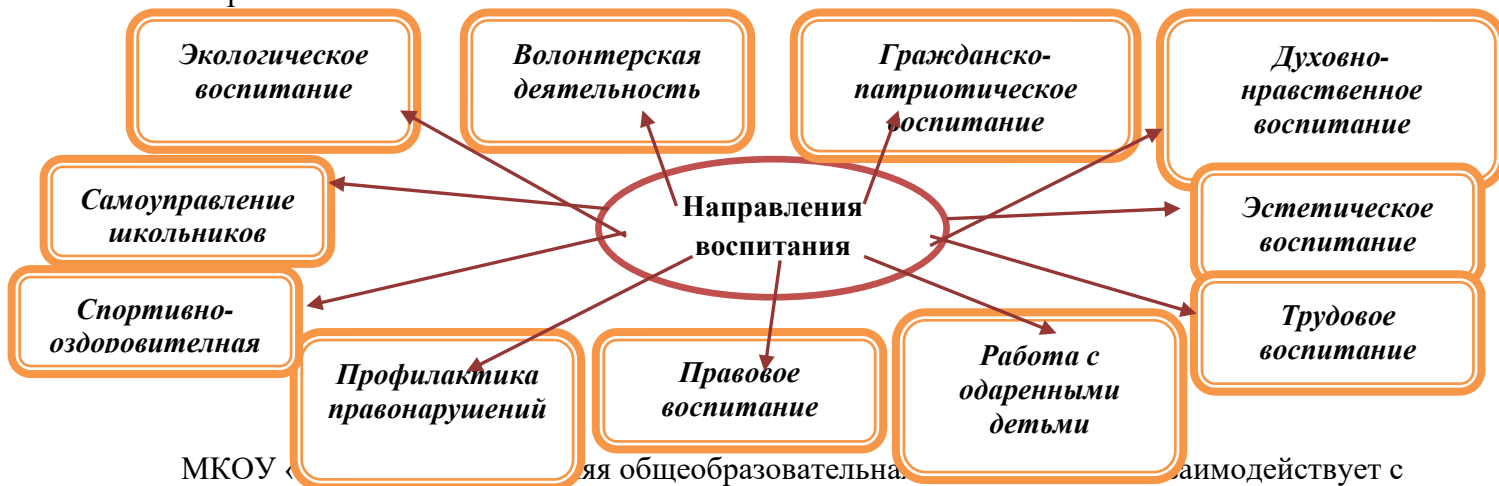 Экологическое
воспитание
Волонтерская
деятельность
Гражданско-
патриотическое
воспитание
Духовно-
нравственное
воспитание
Самоуправление
школьников
Направления
воспитания
Эстетическое
воспитание
Спортивно-
оздоровителная
Трудовое
воспитание
Профилактика
правонарушений
Правовое
воспитание
Работа с
одаренными
детьми
МКОУ « яя общеобразовательна аимодействует с